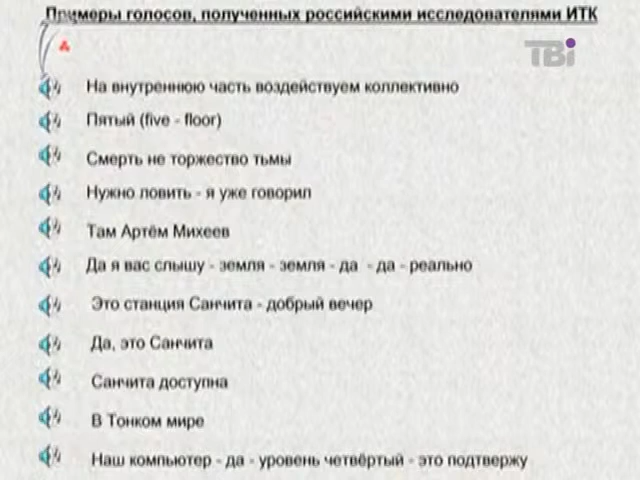 Примеры голосов, полученных российскими исследователями ИТК
ТВі
На внутреннюю часть воздействуем коллективно
Пятый (five - floor)
Смерть не торжество тьмы
Нужно ловить - я уже говорил
Там Артём Михеев
Да я вас слышу - земля - земля - да - да - реально
Это станция Санчита - добрый вечер
Да, это Санчита
Санчита доступна
В Тонком мире
Наш компьютер - да - уровень четвёртый - это подтвержу